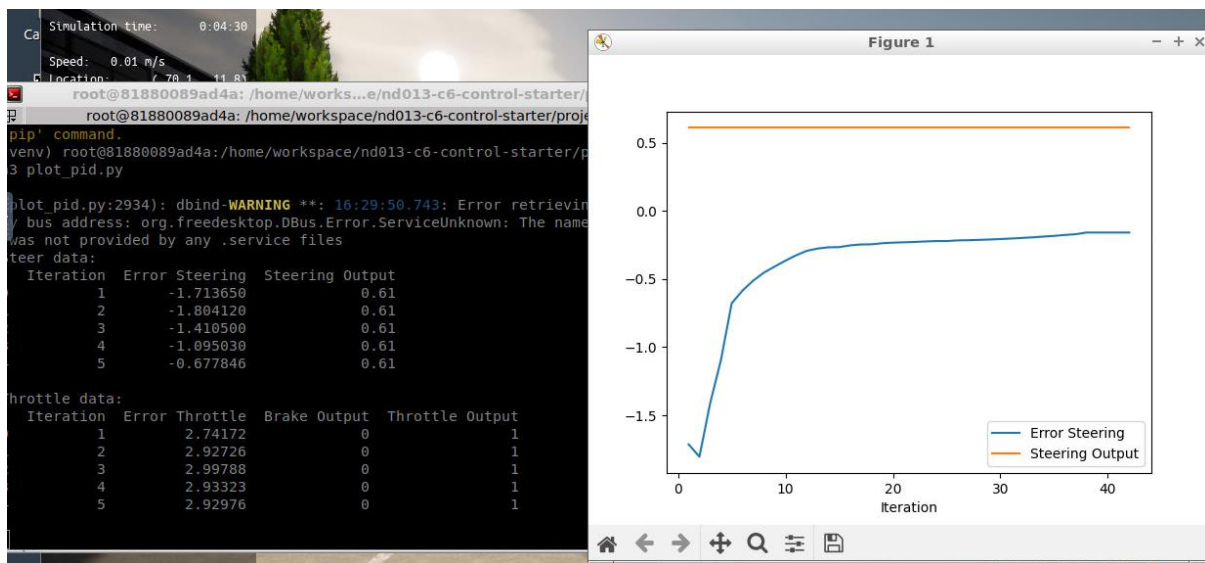 Ca
Simulation time: 0:04:30
Speed: 0.01 m/s
Location: ( 70.1 11.8)
root@81880089ad4a: /home/works...e/nd013-c6-control-starter/
root@81880089ad4a: /home/workspace/nd013-c6-control-starter/proje
pip' command.
venv) root@81880089ad4a:/home/workspace/nd013-c6-control-starter/p
3 plot_pid.py
plot_pid.py:2934): dbind-WARNING **: 16:29:50.743: Error retrievin
y bus address: org.freedesktop.DBus.Error.ServiceUnknown: The name
was not provided by any .service files
teer data:
Iteration Error Steering Steering Output
1 -1.713650 0.61
2 -1.804120 0.61
3 -1.410500 0.61
4 -1.095030 0.61
5 -0.677846 0.61
hrottle data:
Iteration Error Throttle Brake Output Throttle Output
1 2.74172 0 1
2 2.92726 0 1
3 2.99788 0 1
4 2.93323 0 1
5 2.92976 0 1
Figure 1
0.5
0.0
−0.5
−1.0
−1.5
Error Steering
Steering Output
0 10 20 30 40
Iteration